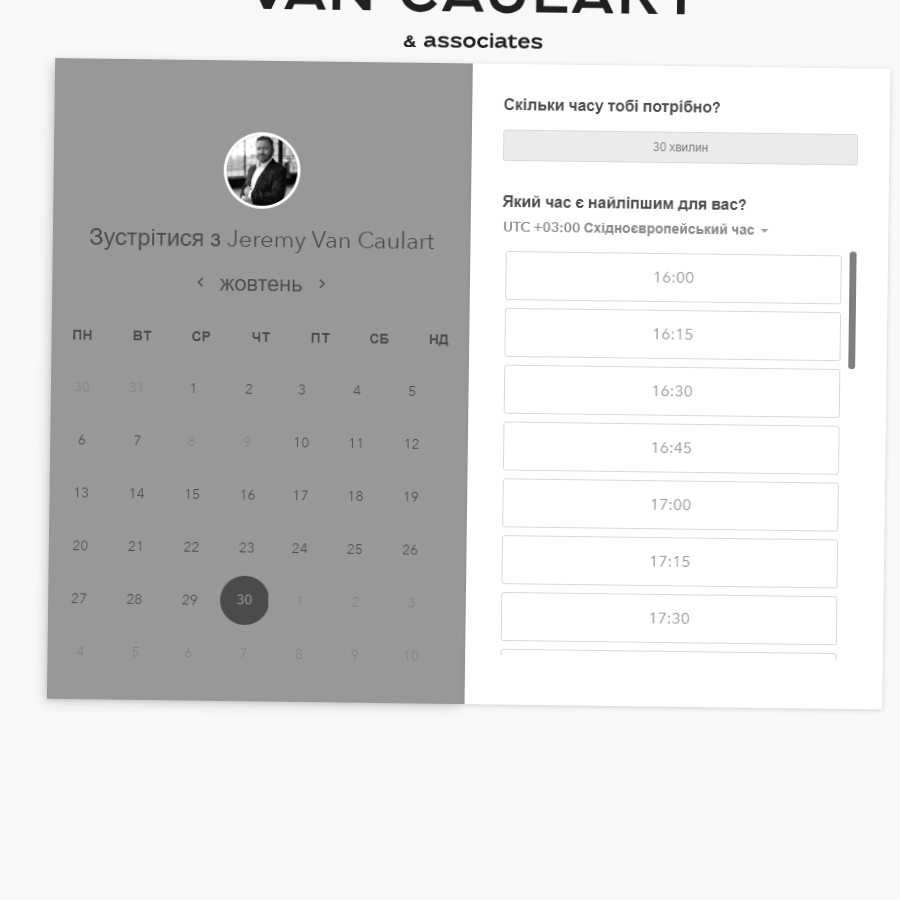 VAN CAULART
& associates
Зустрітися з Jeremy Van Caulart
жовтень
ПН ВТ СР ЧТ ПТ СБ НД
30 31 1 2 3 4 5
6 7 8 9 10 11 12
13 14 15 16 17 18 19
20 21 22 23 24 25 26
27 28 29 30 1 2 3
4 5 6 7 8 9 10
Скільки часу тобі потрібно?
30 хвилин
Який час є найліпшим для вас?
UTC +03:00 Східноєвропейський час
16:00
16:15
16:30
16:45
17:00
17:15
17:30